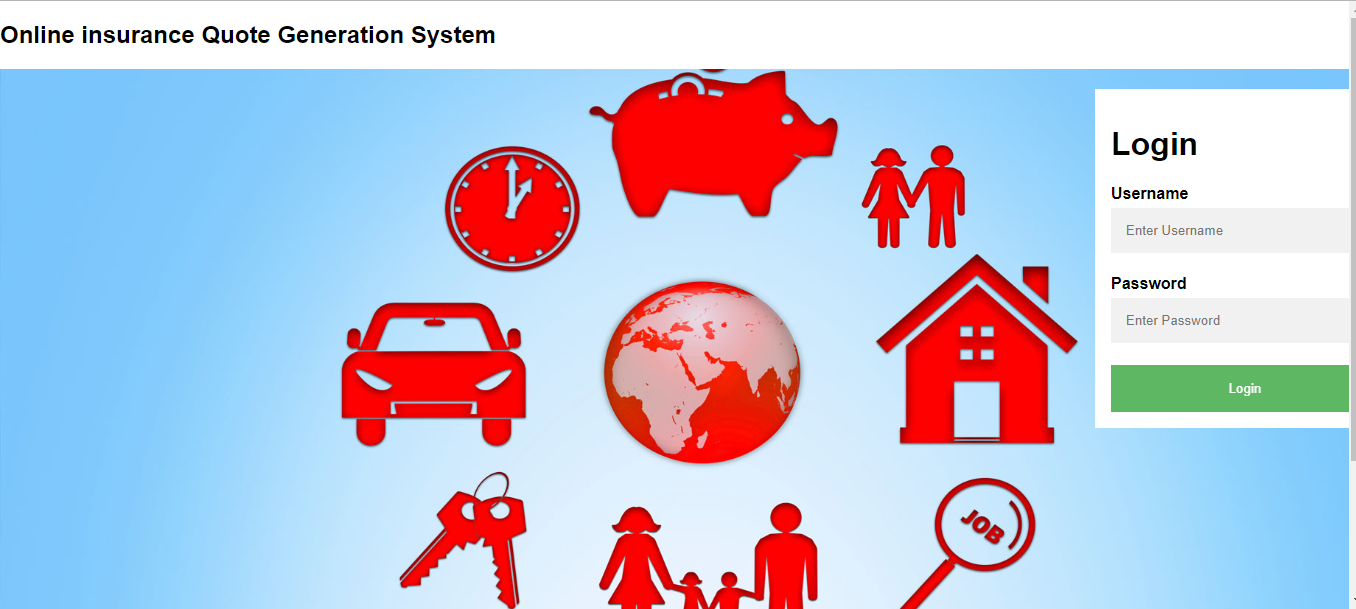 Online insurance Quote Generation System
Login
Username
Enter Username
Password
Enter Password
Login
JOB